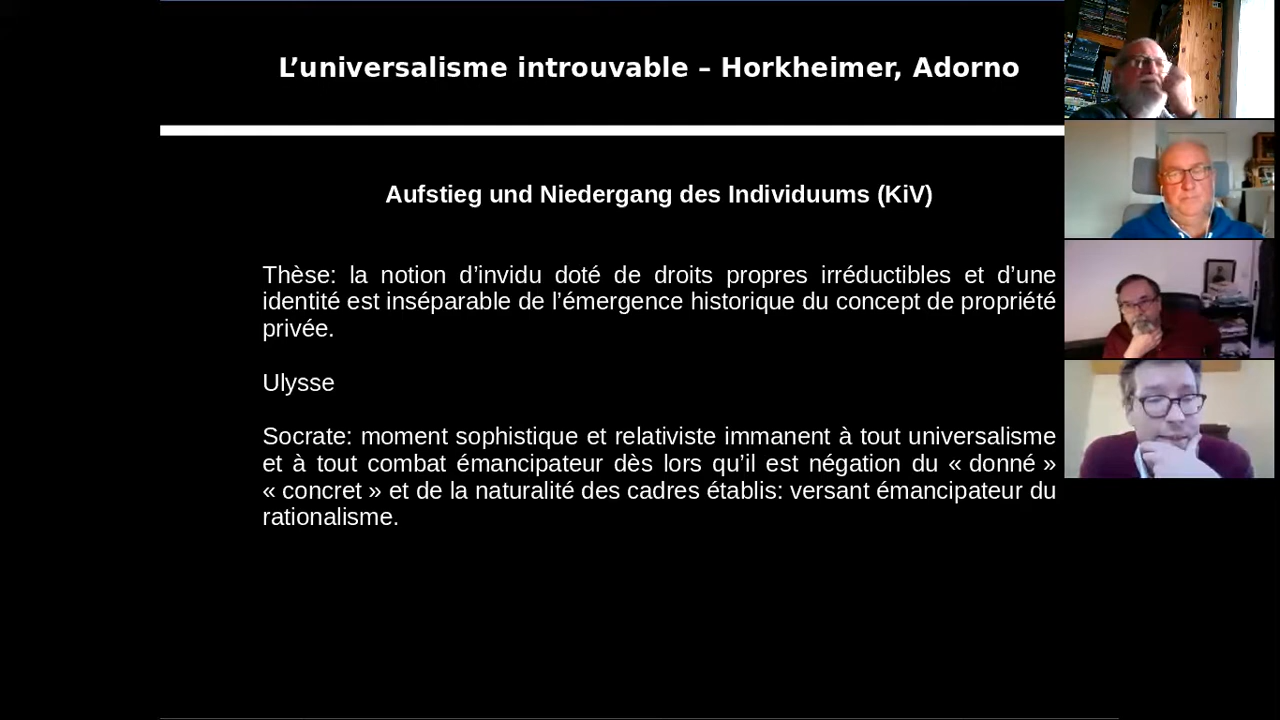 L’universalisme introuvable – Horkheimer, Adorno
Aufstieg und Niedergang des Individuums (KiV)
Thèse: la notion d’invidu doté de droits propres irréductibles et d’une
identité est inséparable de l’émergence historique du concept de propriété
privée.
Ulysse
Socrate: moment sophistique et relativiste immanent à tout universalisme
et à tout combat émancipateur dès lors qu’il est négation du « donné »
« concret » et de la naturalité des cadres établis: versant émancipateur du
rationalisme.